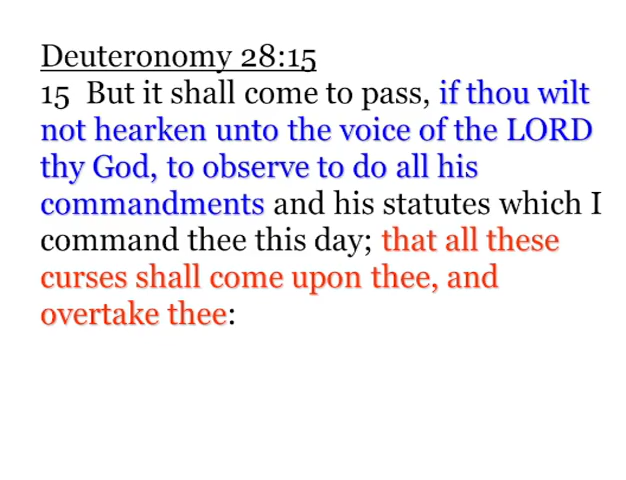 Deuteronomy 28:15
15  But it shall come to pass, if thou wilt
not hearken unto the voice of the LORD
thy God, to observe to do all his
commandments and his statutes which I
command thee this day; that all these
curses shall come upon thee, and
overtake thee: